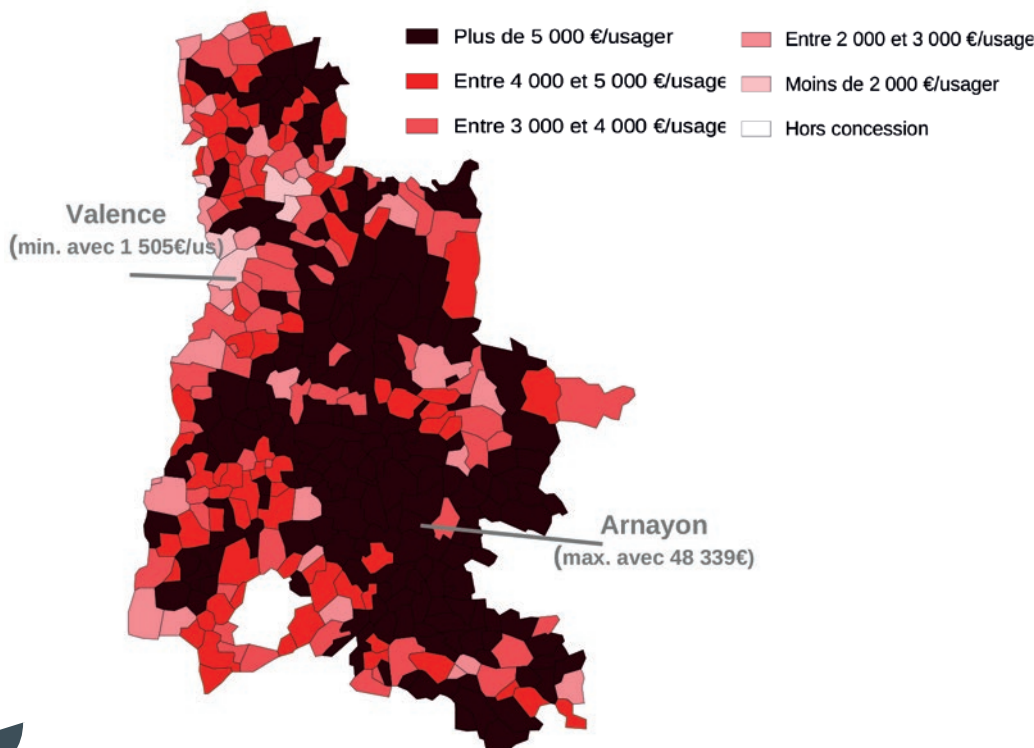 Plus de 5 000 €/usager
Entre 4 000 et 5 000 €/usage
Entre 3 000 et 4 000 €/usage
Entre 2 000 et 3 000 €/usage
Moins de 2 000 €/usager
Hors concession
Valence
(min. avec 1 505€/us)
Arnayon
(max. avec 48 339€)